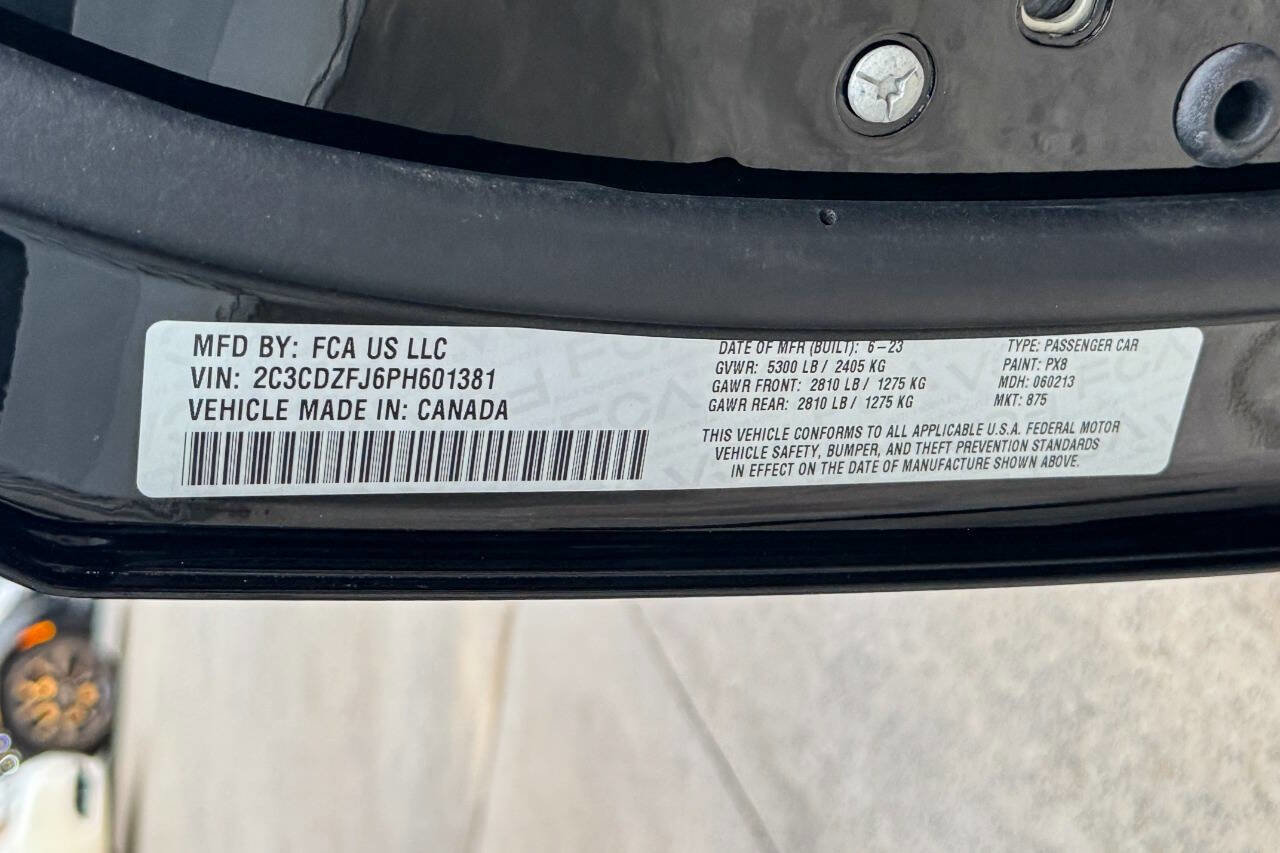 MFD BY: FCA US LLC
VIN: 2C3CDZFJ6PH601381
VEHICLE MADE IN: CANADA
DATE OF MFR (BUILT): 6-23
GVWR: 5300 LB / 2405 KG
GAWR FRONT: 2810 LB / 1275 KG
GAWR REAR: 2810 LB / 1275 KG
TYPE: PASSENGER CAR
PAINT: PX8
MDH: 060213
MKT: 875
THIS VEHICLE CONFORMS TO ALL APPLICABLE U.S.A. FEDERAL MOTOR
VEHICLE SAFETY, BUMPER, AND THEFT PREVENTION STANDARDS
IN EFFECT ON THE DATE OF MANUFACTURE SHOWN ABOVE.